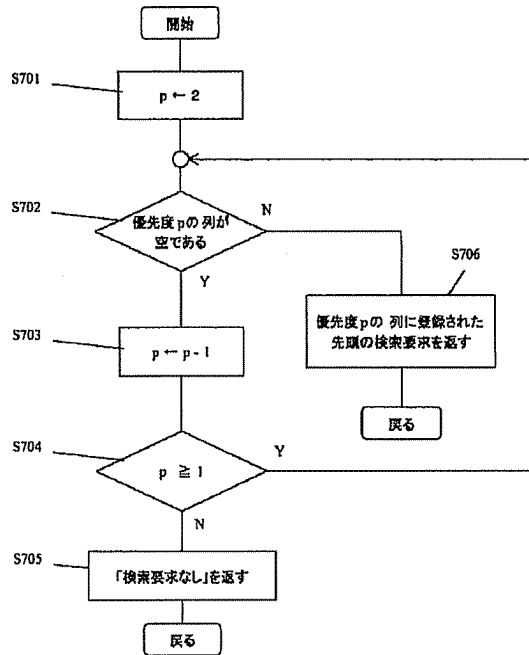 開始
S701
p ← 2
S702
優先度 p の 列が
空である
N
Y
S706
優先度 p の 列に登録された
先頭の検索要求を返す
戻る
S703
p ← p - 1
S704
p ≧ 1
Y
N
S705
「検索要求なし」を返す
戻る